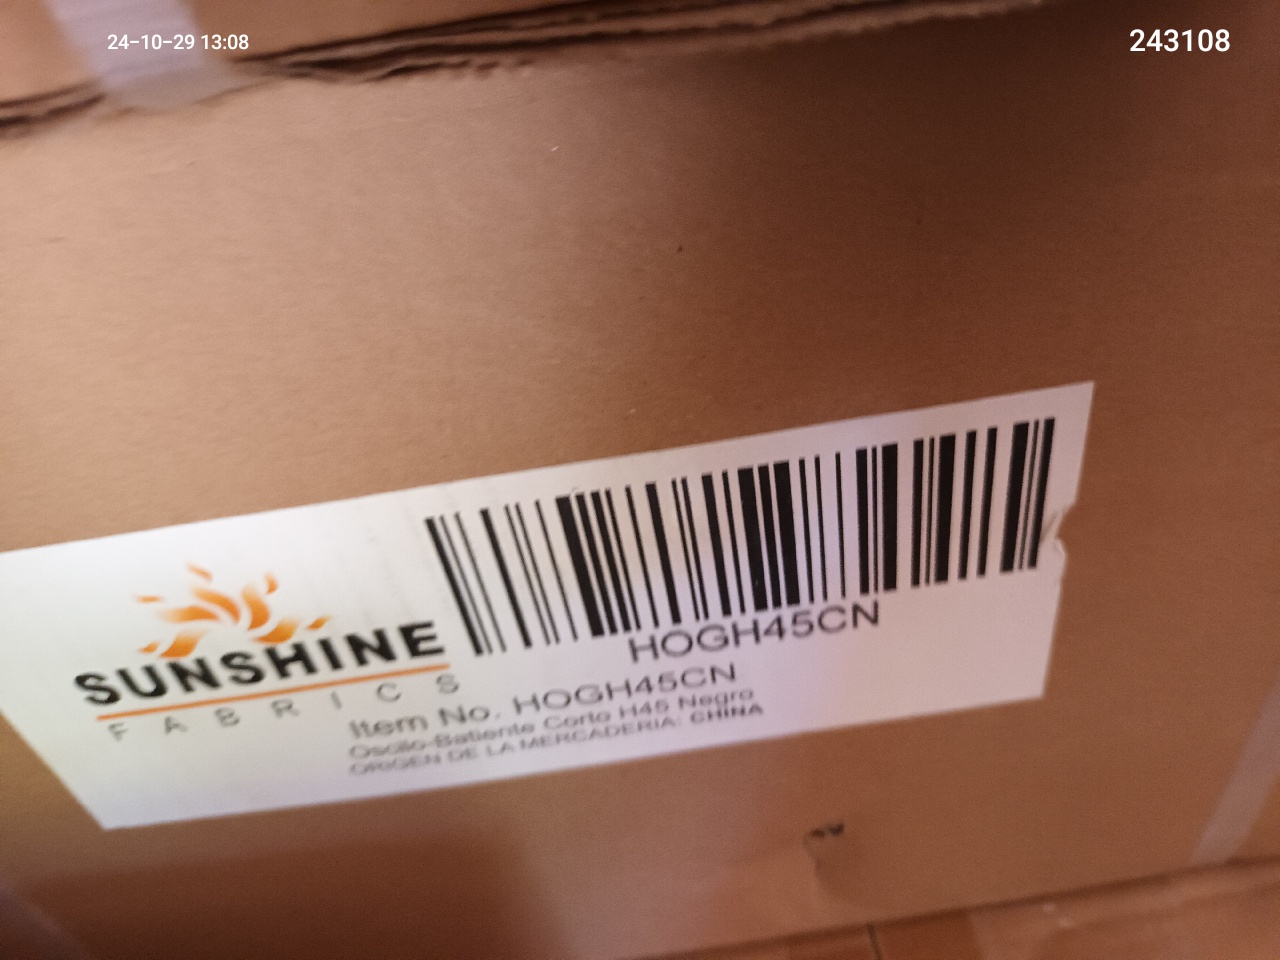 24-10-29 13:08
243108
SUNSHINE
FABRICS
HOGH45CN
Item No. HOGH45CN
Oscilo-Batiente Corto H45 Negro
ORIGEN DE LA MERCADERIA: CHINA